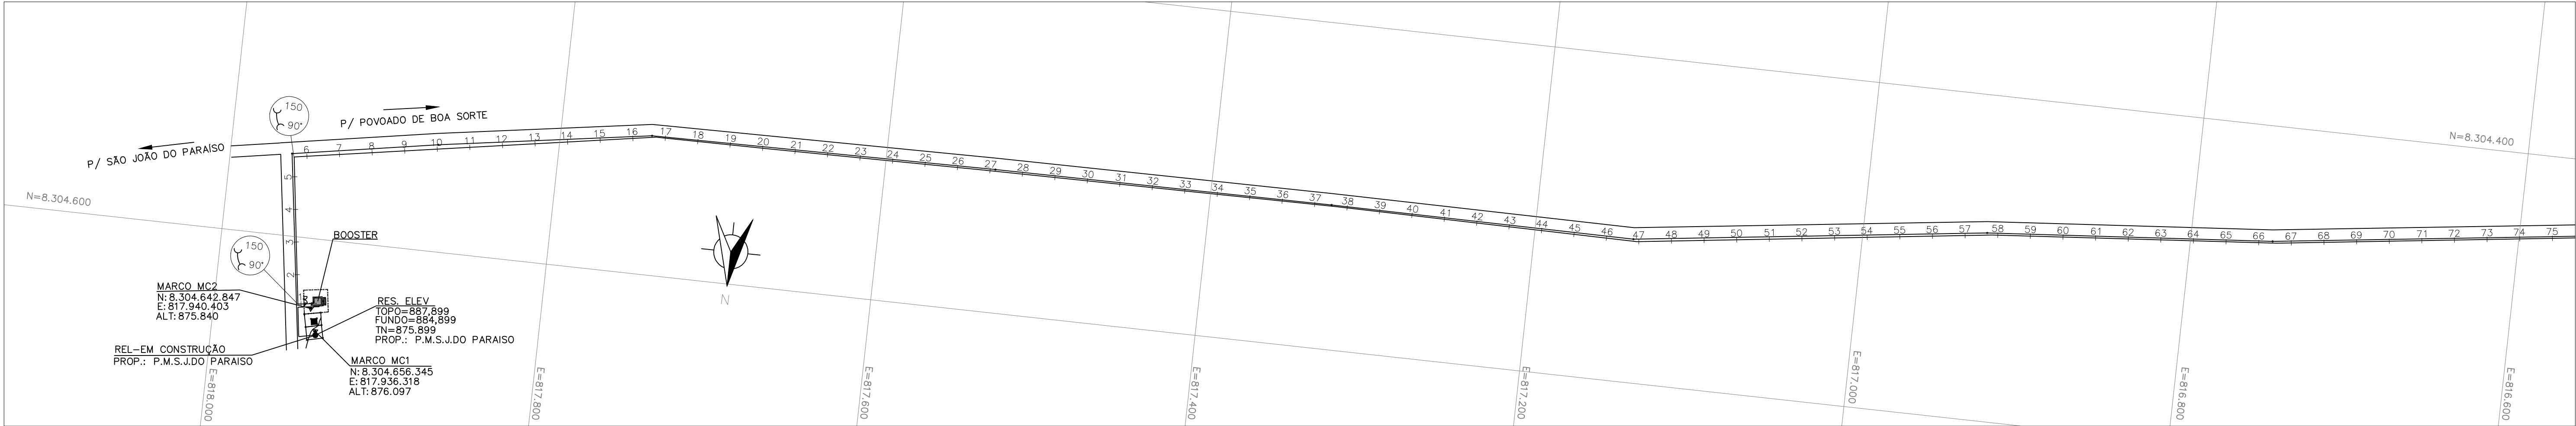 150
90°
P/ POVOADO DE BOA SORTE
P/ SÃO JOÃO DO PARAÍSO
N=8.304.400
N=8.304.600
6 7 8 9 10 11 12 13 14 15 16 17 18 19 20 21 22 23 24 25 26 27 28 29 30 31 32 33 34 35 36 37 38 39 40 41 42 43 44 45 46 47 48 49 50 51 52 53 54 55 56 57 58 59 60 61 62 63 64 65 66 67 68 69 70 71 72 73 74 75
5
4
3
2
1
BOOSTER
150
90°
MARCO MC2
N: 8.304.642.847
E: 817.940.403
ALT: 875.840
RES. ELEV
TOPO=887,899
FUNDO=884,899
TN=875.899
PROP.: P.M.S.J.DO PARAISO
REL-EM CONSTRUÇÃO
PROP.: P.M.S.J.DO PARAISO
MARCO MC1
N: 8.304.656.345
E: 817.936.318
ALT: 876.097
N
E=818.000
E=817.800
E=817.600
E=817.400
E=817.200
E=817.000
E=816.800
E=816.600